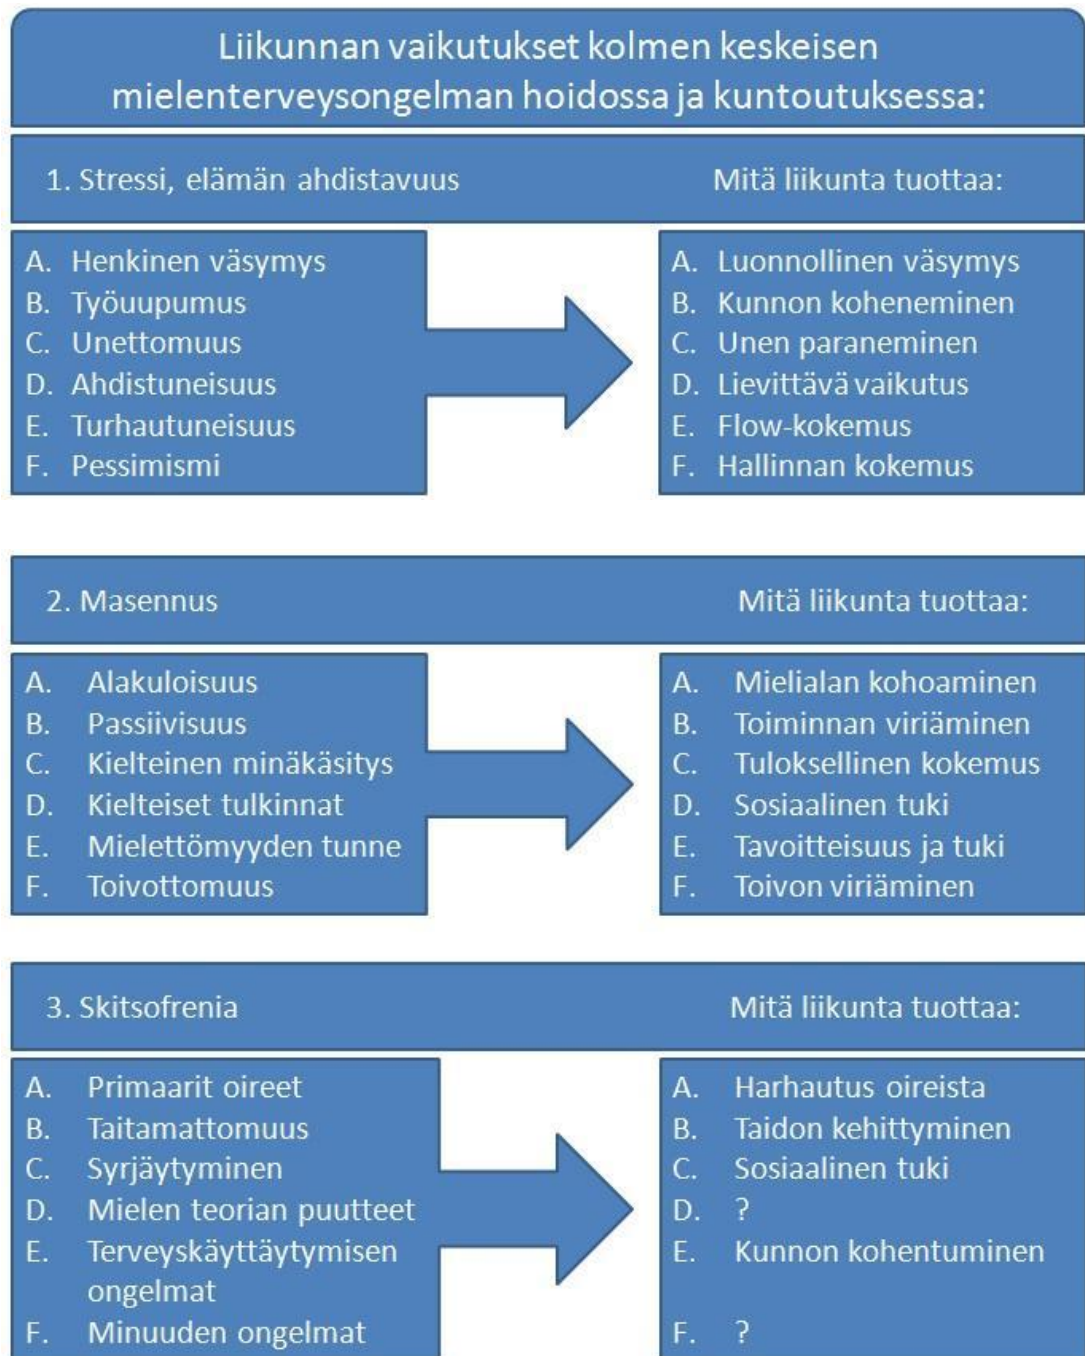 Liikunnan vaikutukset kolmen keskeisen
mielenterveysongelman hoidossa ja kuntoutuksessa:
1. Stressi, elämän ahdistavuus
Mitä liikunta tuottaa:
A. Henkinen väsymys
B. Työuupumus
C. Unettomuus
D. Ahdistuneisuus
E. Turhautuneisuus
F. Pessimismi
A. Luonnollinen väsymys
B. Kunnon koheneminen
C. Unen paraneminen
D. Lievittävä vaikutus
E. Flow-kokemus
F. Hallinnan kokemus
2. Masennus
Mitä liikunta tuottaa:
A. Alakuloisuus
B. Passiivisuus
C. Kielteinen minäkäsitys
D. Kielteiset tulkinnat
E. Mielettömyyden tunne
F. Toivottomuus
A. Mielialan kohoaminen
B. Toiminnan viriäminen
C. Tuloksellinen kokemus
D. Sosiaalinen tuki
E. Tavoitteisuus ja tuki
F. Toivon viriäminen
3. Skitsofrenia
Mitä liikunta tuottaa:
A. Primaarit oireet
B. Taitamattomuus
C. Syrjäytyminen
D. Mielen teorian puutteet
E. Terveyskäyttäytymisen
ongelmat
F. Minuuden ongelmat
A. Harhautus oireista
B. Taidon kehittyminen
C. Sosiaalinen tuki
D. ?
E. Kunnon kohentuminen
F. ?